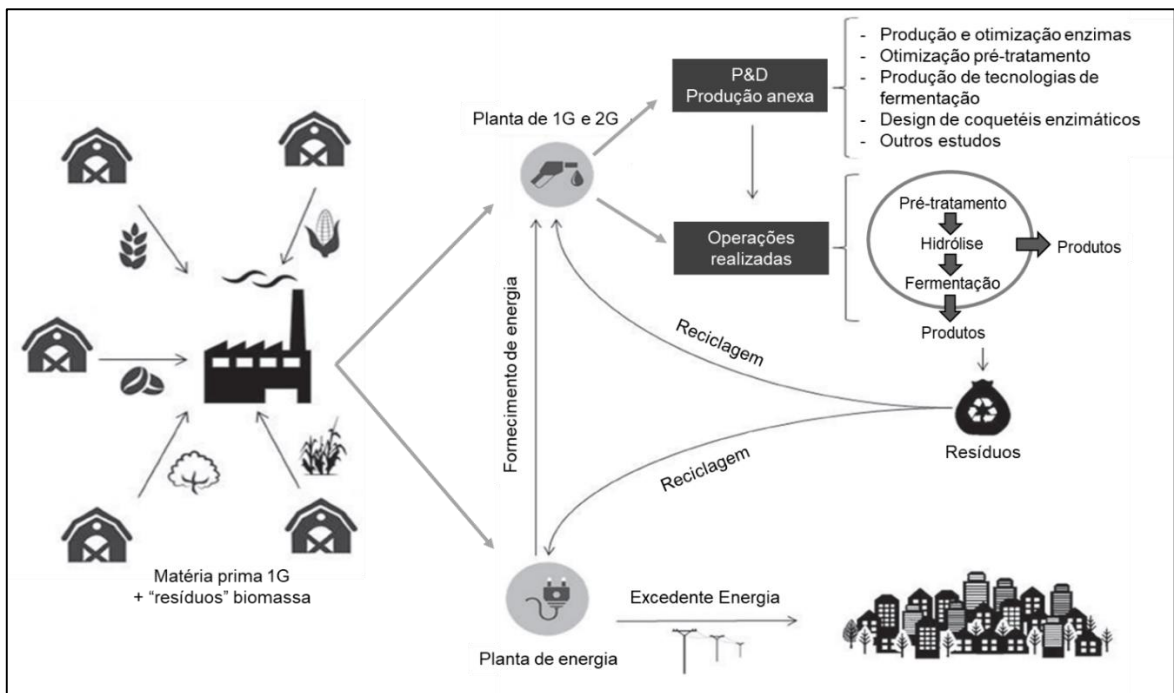 - Produção e otimização enzimas
- Otimização pré-tratamento
- Produção de tecnologias de
fermentação
- Design de coquetéis enzimáticos
- Outros estudos
P&D
Produção anexa
Planta de 1G e 2G
Operações
realizadas
Pré-tratamento
Hidrólise
Fermentação
Produtos
Produtos
Fornecimento de energia
Reciclagem
Reciclagem
Resíduos
Matéria prima 1G
+ “resíduos” biomassa
Excedente Energia
Planta de energia